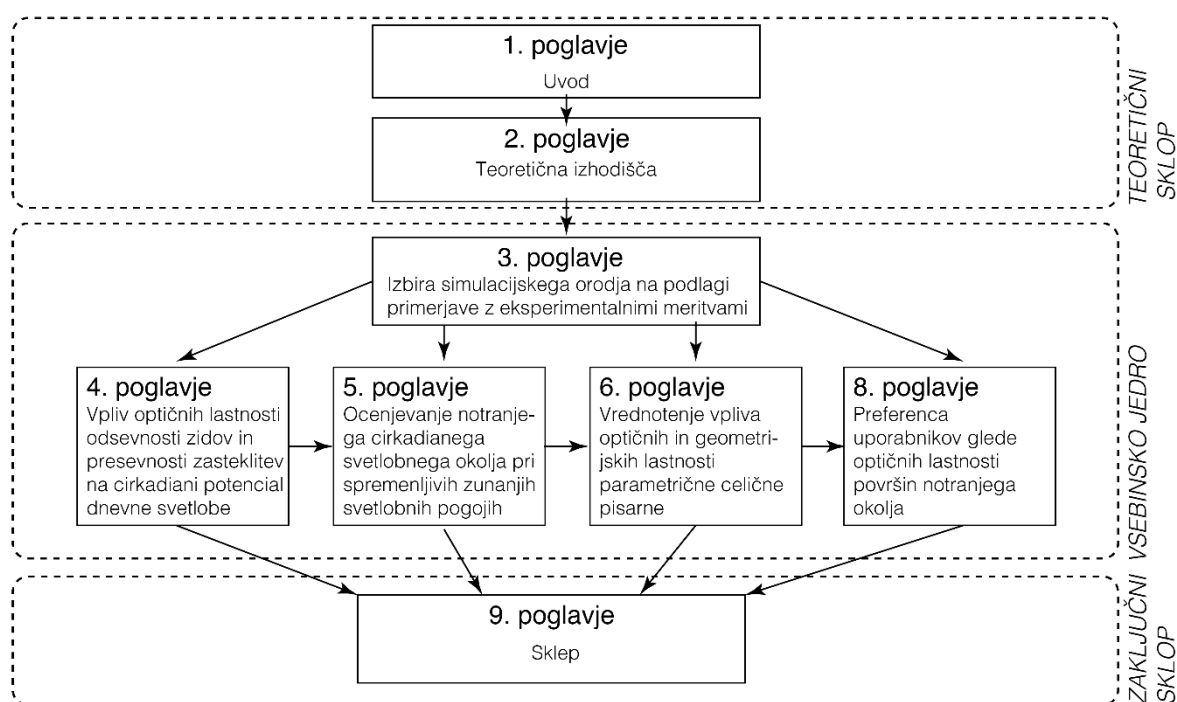 1. poglavje
Uvod
2. poglavje
Teoretična izhodišča
TEORETIČNI
SKLOP
3. poglavje
Izbira simulacijskega orodja na podlagi
primerjave z eksperimentalnimi meritvami
4. poglavje
Vpliv optičnih lastnosti
odsevnosti zidov in
presevnosti zasteklitev
na cirkadiani potencial
dnevne svetlobe
5. poglavje
Ocenjevanje notranje-
ga cirkadianega
svetlobnega okolja pri
spremenljivih zunanjih
svetlobnih pogojih
6. poglavje
Vrednotenje vpliva
optičnih in geometri-
jskih lastnosti
parametrične celične
pisarne
8. poglavje
Preferenca
uporabnikov glede
optičnih lastnosti
površin notranjega
okolja
VSEBINSKO JEDRO
9. poglavje
Sklep
ZAKLJUČNI
SKLOP